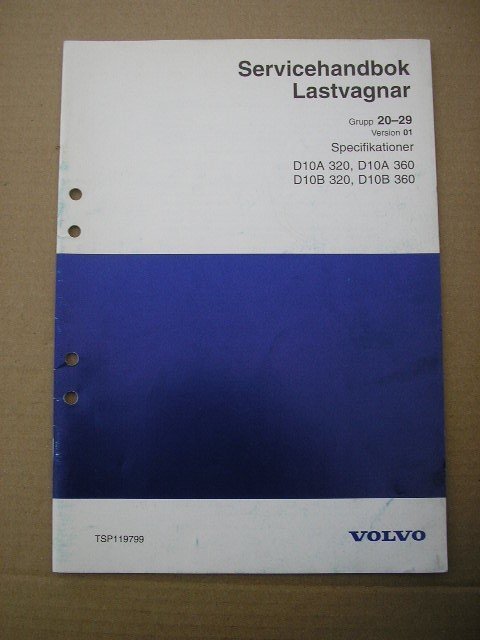 Servicehandbok
Lastvagnar
Grupp 20–29
Version 01
Specifikationer
D10A 320, D10A 360
D10B 320, D10B 360
TSP119799
VOLVO